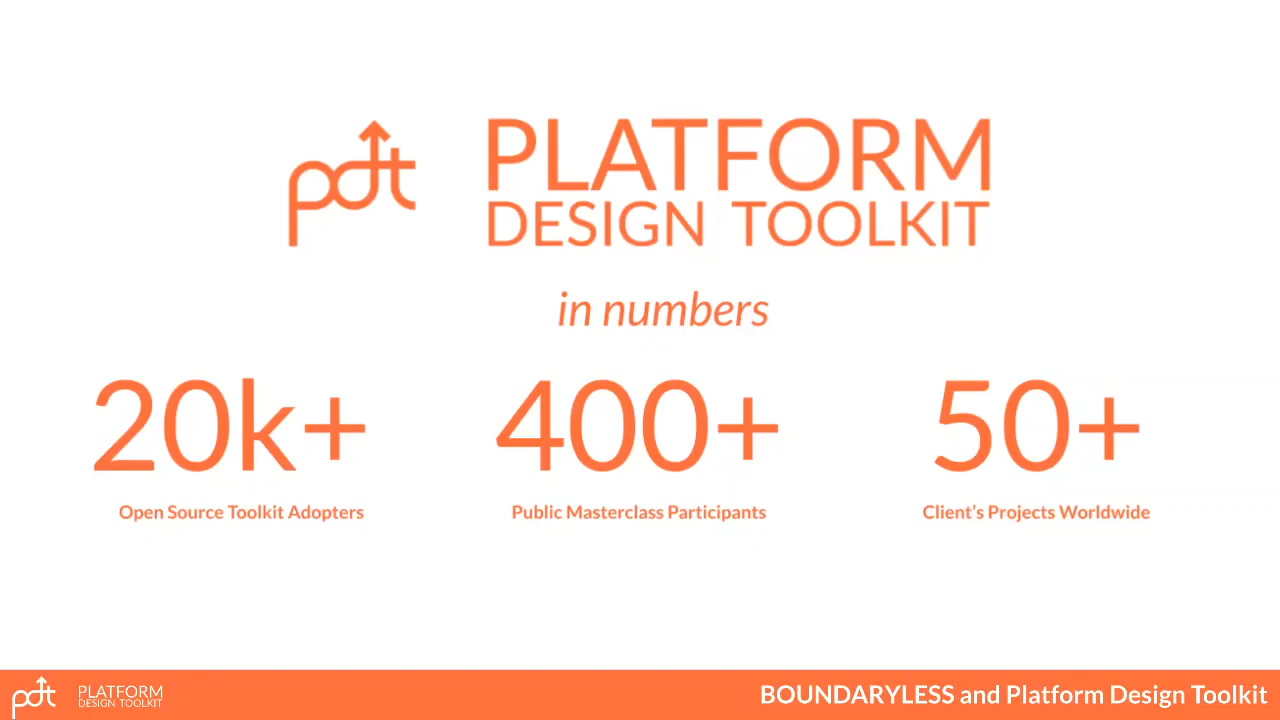 pdt
PLATFORM
DESIGN TOOLKIT
in numbers
20k+ 400+ 50+
Open Source Toolkit Adopters Public Masterclass Participants Client's Projects Worldwide
pdt PLATFORM
DESIGN TOOLKIT
BOUNDARYLESS and Platform Design Toolkit